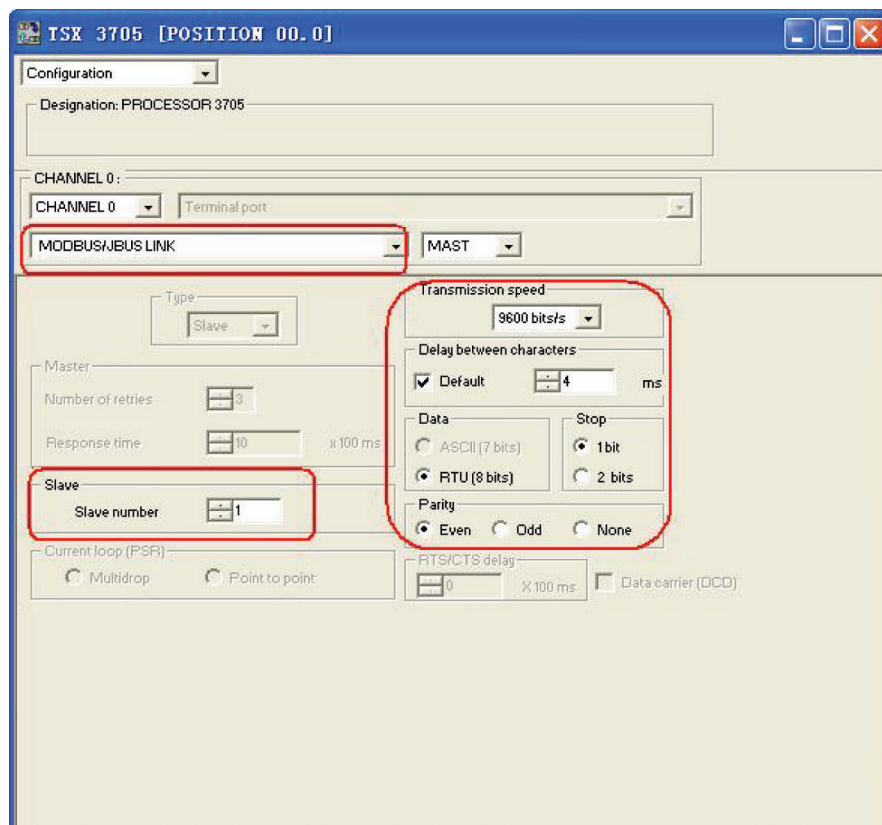 TSX 3705 [POSITION 00.0]
Configuration
Designation: PROCESSOR 3705
CHANNEL 0 :
CHANNEL 0 Terminal port
MODBUS/JBUS LINK MAST
Type
Slave
Transmission speed
9600 bits/s
Delay between characters
Default 4 ms
Master
Number of retries 3
Response time 10 x 100 ms
Data
ASCII (7 bits)
RTU (8 bits)
Stop
1 bit
2 bits
Slave
Slave number 1
Parity
Even Odd None
Current loop (PSR)
Multidrop Point to point
RTS/CTS delay
0 X 100 ms
Data carrier (DCD)